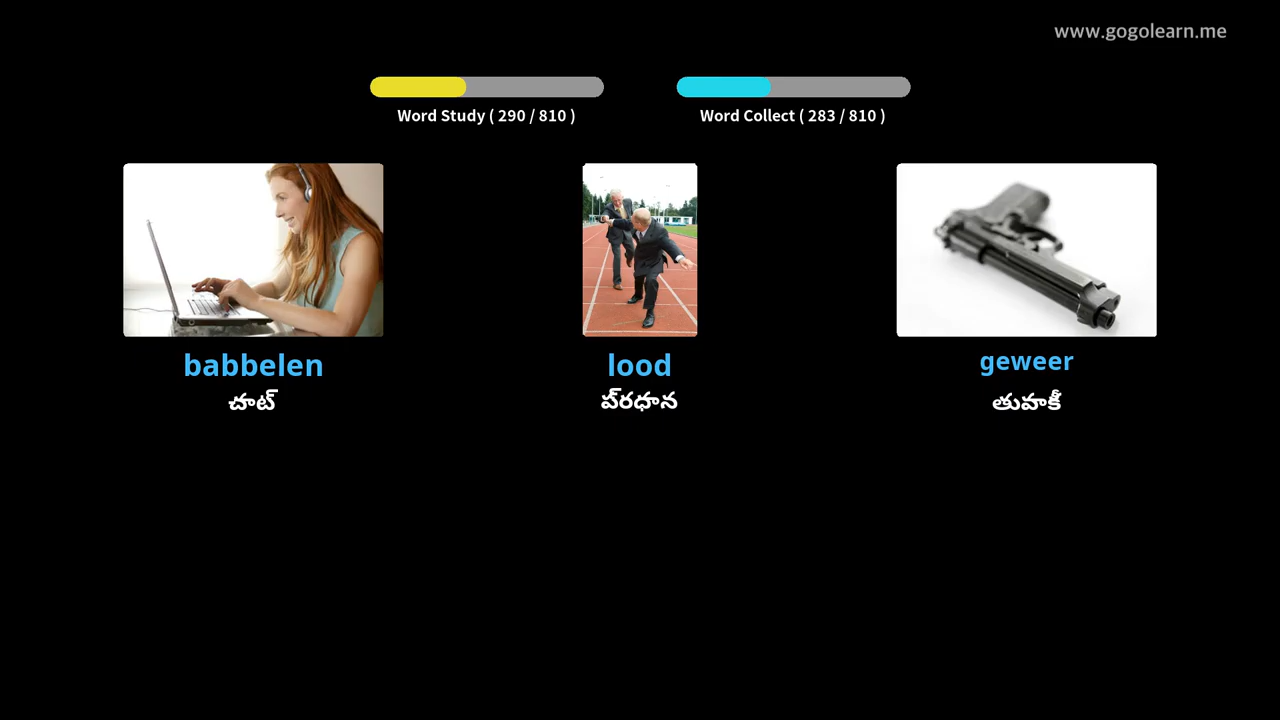 www.gogolearn.me
Word Study ( 290 / 810 )
Word Collect ( 283 / 810 )
babbelen
lood
geweer
చాట్
ప్రధాన
తువాకీ